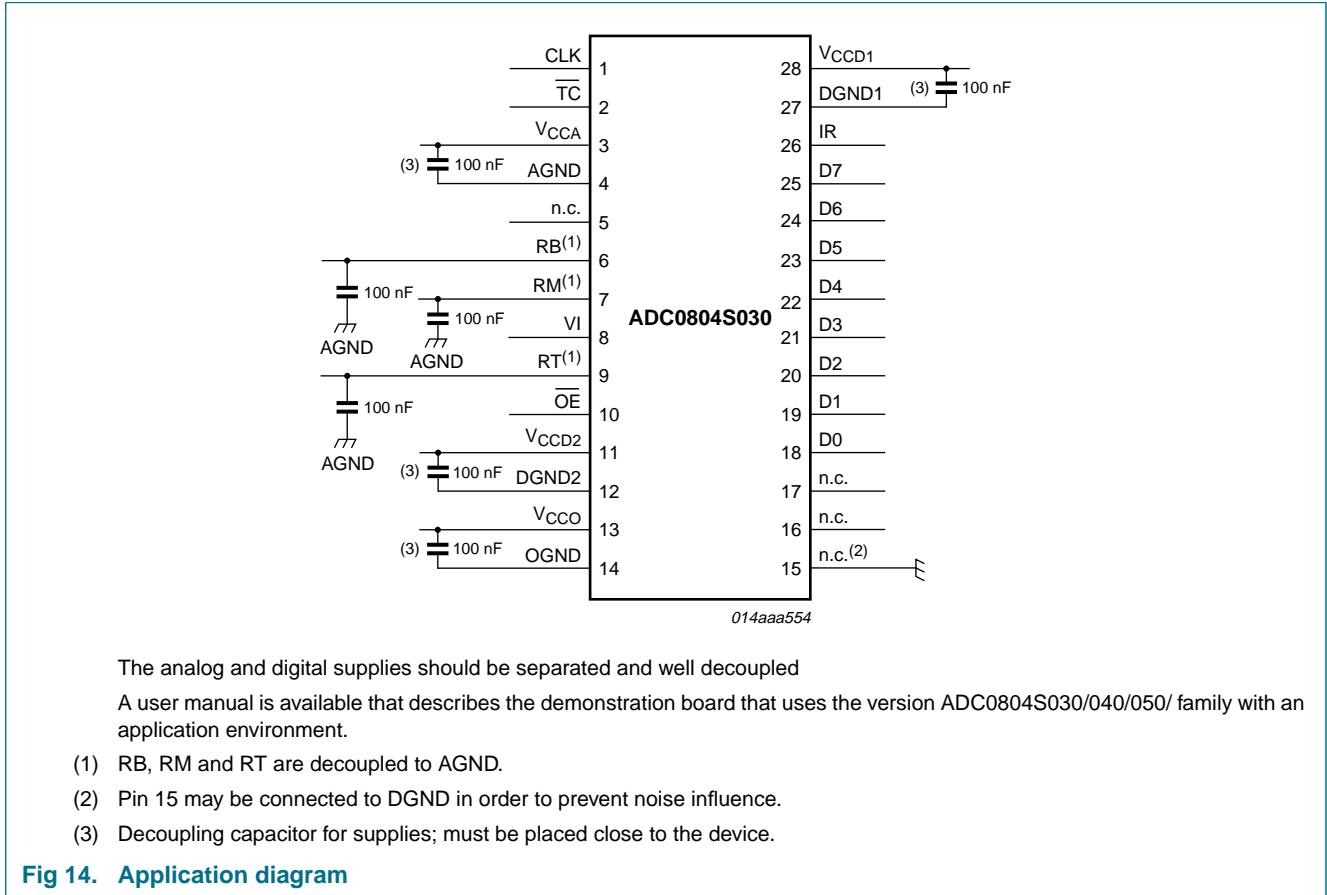 CLK 1
TC 2
VCCA 3
(3) 100 nF
AGND 4
n.c. 5
RB(1) 6
100 nF
AGND
RM(1) 7
100 nF
AGND
VI 8
RT(1) 9
100 nF
AGND
OE 10
VCCD2 11
(3) 100 nF
DGND2 12
VCCO 13
(3) 100 nF
OGND 14
ADC0804S030
28 VCCD1
(3) 100 nF
27 DGND1
26 IR
25 D7
24 D6
23 D5
22 D4
21 D3
20 D2
19 D1
18 D0
17 n.c.
16 n.c.
15 n.c.(2)
014aaa554
The analog and digital supplies should be separated and well decoupled
A user manual is available that describes the demonstration board that uses the version ADC0804S030/040/050/ family with an
application environment.
(1) RB, RM and RT are decoupled to AGND.
(2) Pin 15 may be connected to DGND in order to prevent noise influence.
(3) Decoupling capacitor for supplies; must be placed close to the device.
Fig 14. Application diagram